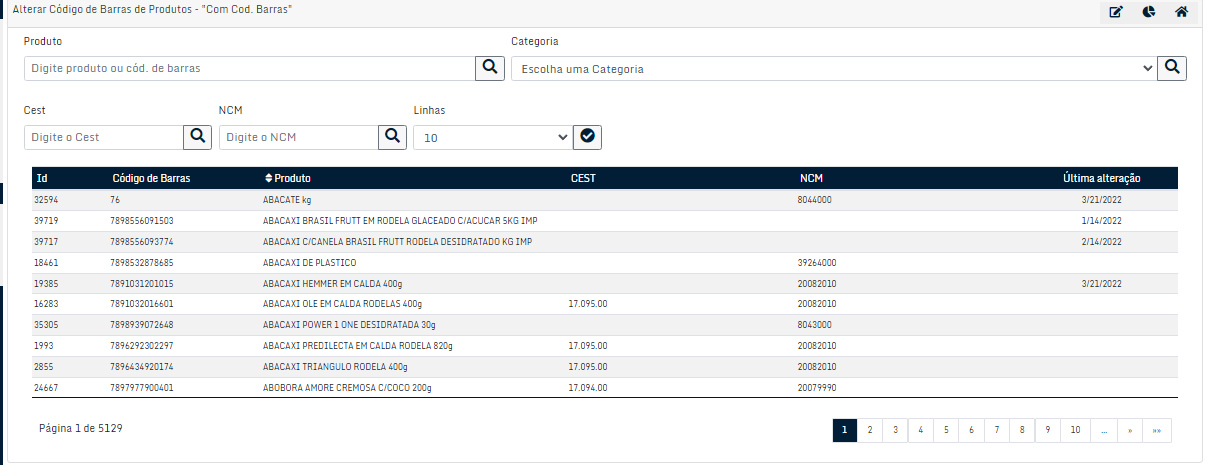 Alterar Código de Barras de Produtos - "Com Cod. Barras"
Produto Categoria
Digite produto ou cód. de barras Escolha uma Categoria
Cest NCM Linhas
Digite o Cest Digite o NCM 10
Id Código de Barras Produto CEST NCM Última alteração
32594 76 ABACATE kg 8044000 3/21/2022
39719 7898556091503 ABACAXI BRASIL FRUTT EM RODELA GLACEADO C/ACUCAR 5KG IMP 1/14/2022
39717 7898556093774 ABACAXI C/CANELA BRASIL FRUTT RODELA DESIDRATADO KG IMP 2/14/2022
18461 7898532878685 ABACAXI DE PLASTICO 39264000
19385 7891031201015 ABACAXI HEMMER EM CALDA 400g 20082010 3/21/2022
16283 7891032016601 ABACAXI OLE EM CALDA RODELAS 400g 17.095.00 20082010
35305 7898939072648 ABACAXI POWER 1 ONE DESIDRATADA 30g 8043000
1993 7896292302297 ABACAXI PREDILECTA EM CALDA RODELA 820g 17.095.00 20082010
2855 7896434920174 ABACAXI TRIANGULO RODELA 400g 17.095.00 20082010
24667 7897977900401 ABOBORA AMORE CREMOSA C/COCO 200g 17.094.00 20079990
Página 1 de 5129 1 2 3 4 5 6 7 8 9 10 ... » »»